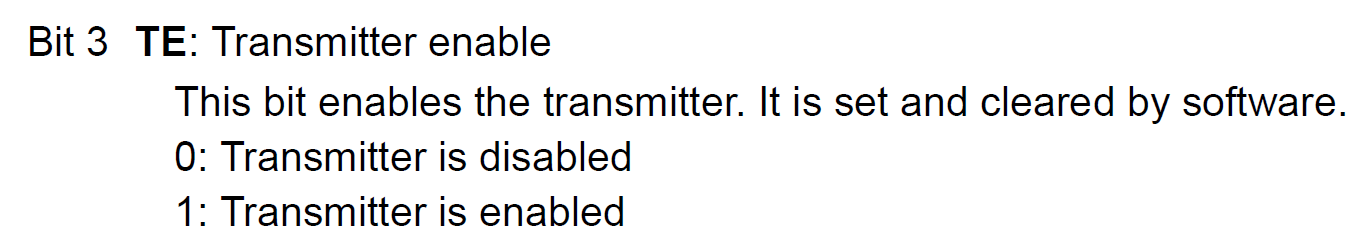 Bit 3 TE: Transmitter enable
This bit enables the transmitter. It is set and cleared by software.
0: Transmitter is disabled
1: Transmitter is enabled